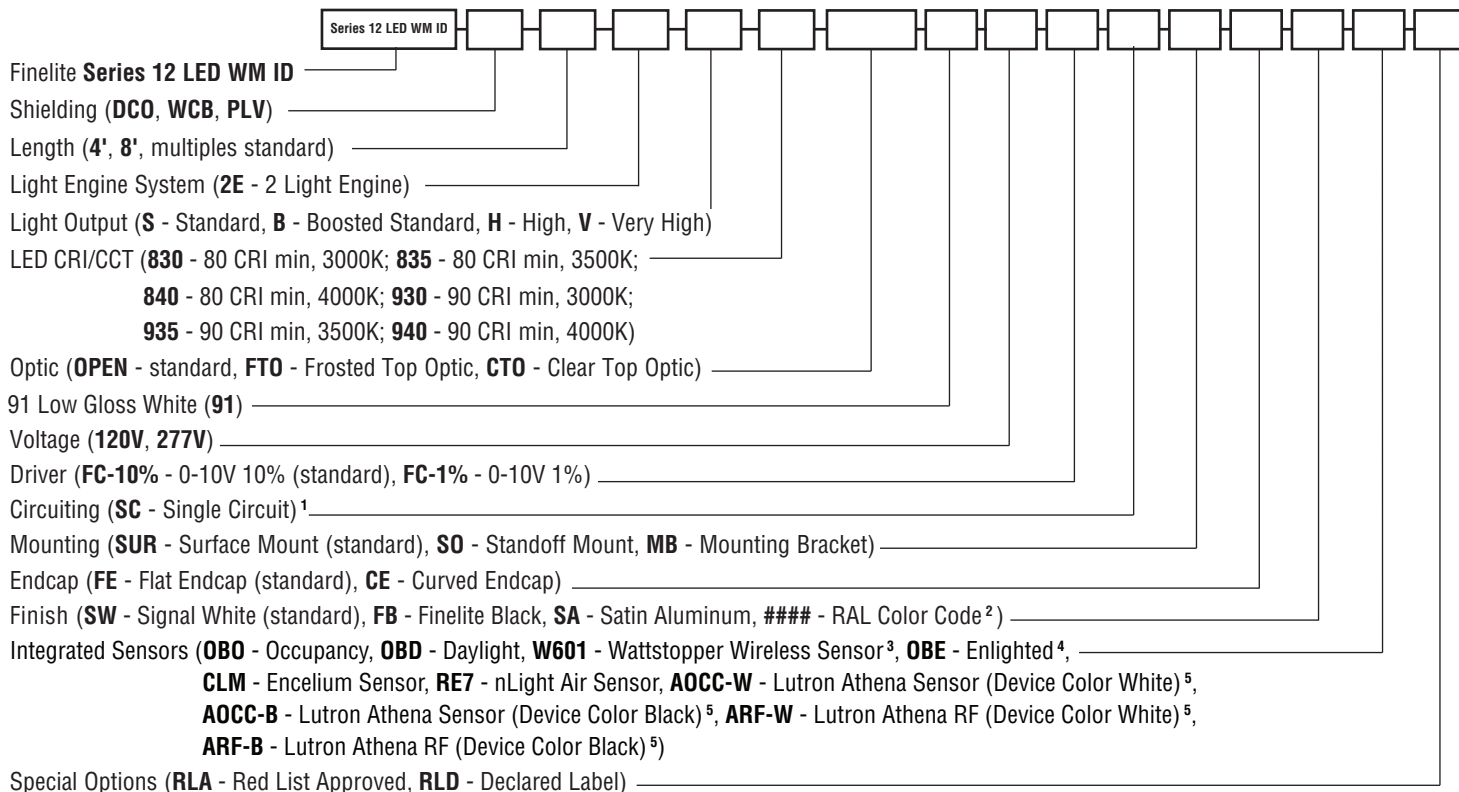 Series 12 LED WM ID
Finelite Series 12 LED WM ID
Shielding (DCO, WCB, PLV)
Length (4', 8', multiples standard)
Light Engine System (2E - 2 Light Engine)
Light Output (S - Standard, B - Boosted Standard, H - High, V - Very High)
LED CRI/CCT (830 - 80 CRI min, 3000K; 835 - 80 CRI min, 3500K;
840 - 80 CRI min, 4000K; 930 - 90 CRI min, 3000K;
935 - 90 CRI min, 3500K; 940 - 90 CRI min, 4000K)
Optic (OPEN - standard, FTO - Frosted Top Optic, CTO - Clear Top Optic)
91 Low Gloss White (91)
Voltage (120V, 277V)
Driver (FC-10% - 0-10V 10% (standard), FC-1% - 0-10V 1%)
Circuiting (SC - Single Circuit) 1
Mounting (SUR - Surface Mount (standard), SO - Standoff Mount, MB - Mounting Bracket)
Endcap (FE - Flat Endcap (standard), CE - Curved Endcap)
Finish (SW - Signal White (standard), FB - Finelite Black, SA - Satin Aluminum, #### - RAL Color Code 2)
Integrated Sensors (OBO - Occupancy, OBD - Daylight, W601 - Wattstopper Wireless Sensor 3, OBE - Enlighted 4,
CLM - Encelium Sensor, RE7 - nLight Air Sensor, AOCC-W - Lutron Athena Sensor (Device Color White) 5,
AOCC-B - Lutron Athena Sensor (Device Color Black) 5, ARF-W - Lutron Athena RF (Device Color White) 5,
ARF-B - Lutron Athena RF (Device Color Black) 5)
Special Options (RLA - Red List Approved, RLD - Declared Label)